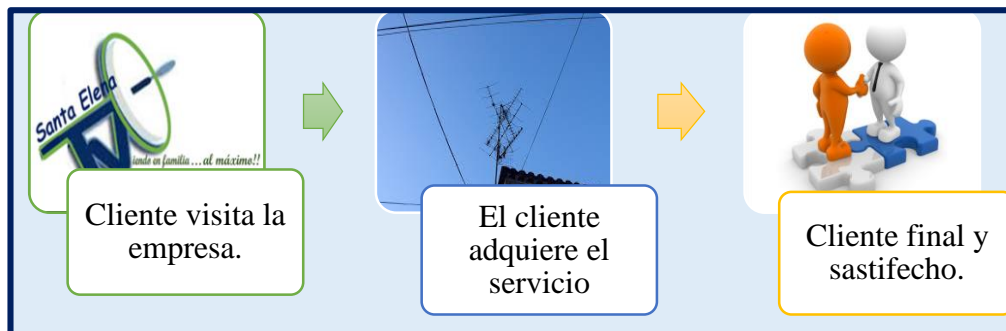 Santa Elena
TV
iendo en familia ...al máximo!!
Cliente visita la
empresa.
El cliente
adquiere el
servicio
Cliente final y
sastifecho.